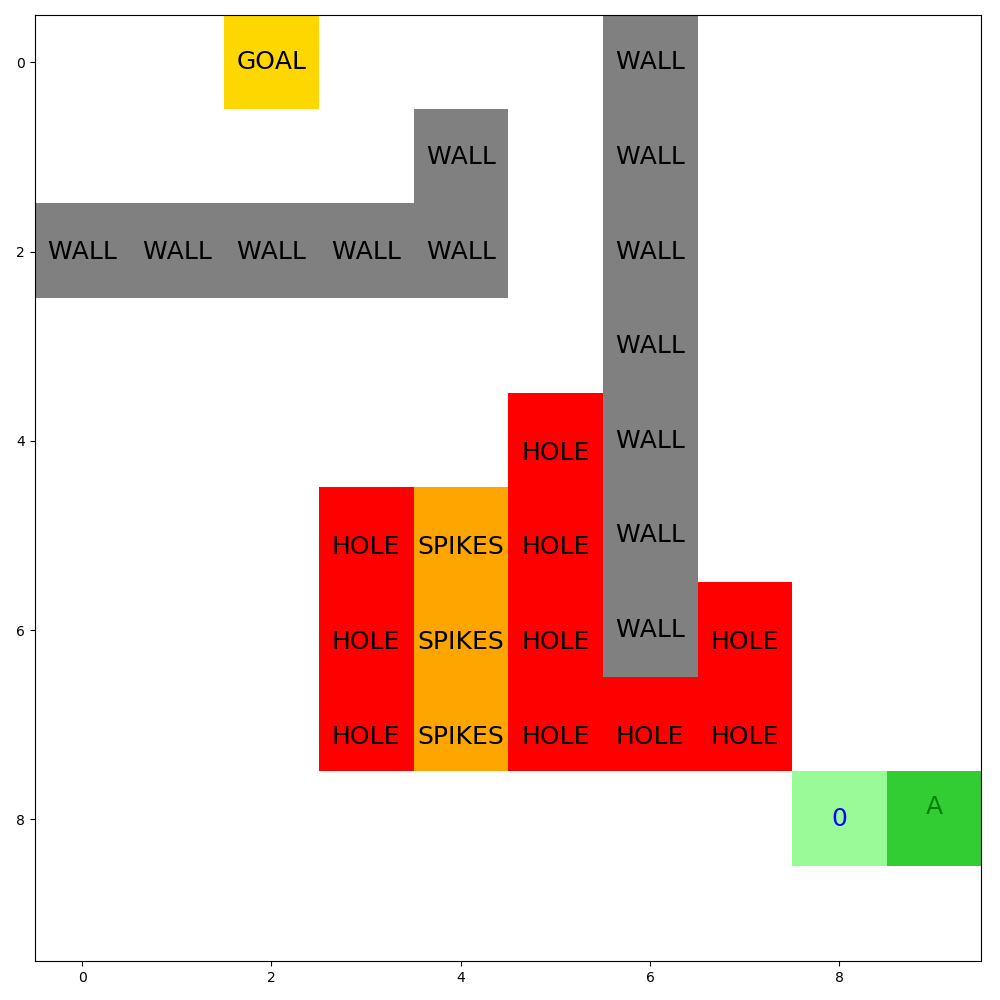 GOAL WALL
0
WALL WALL
WALL WALL WALL WALL WALL WALL
2
WALL
HOLE WALL
4
HOLE SPIKES HOLE WALL
HOLE SPIKES HOLE WALL HOLE
6
HOLE SPIKES HOLE HOLE HOLE
0 A
8
0 2 4 6 8